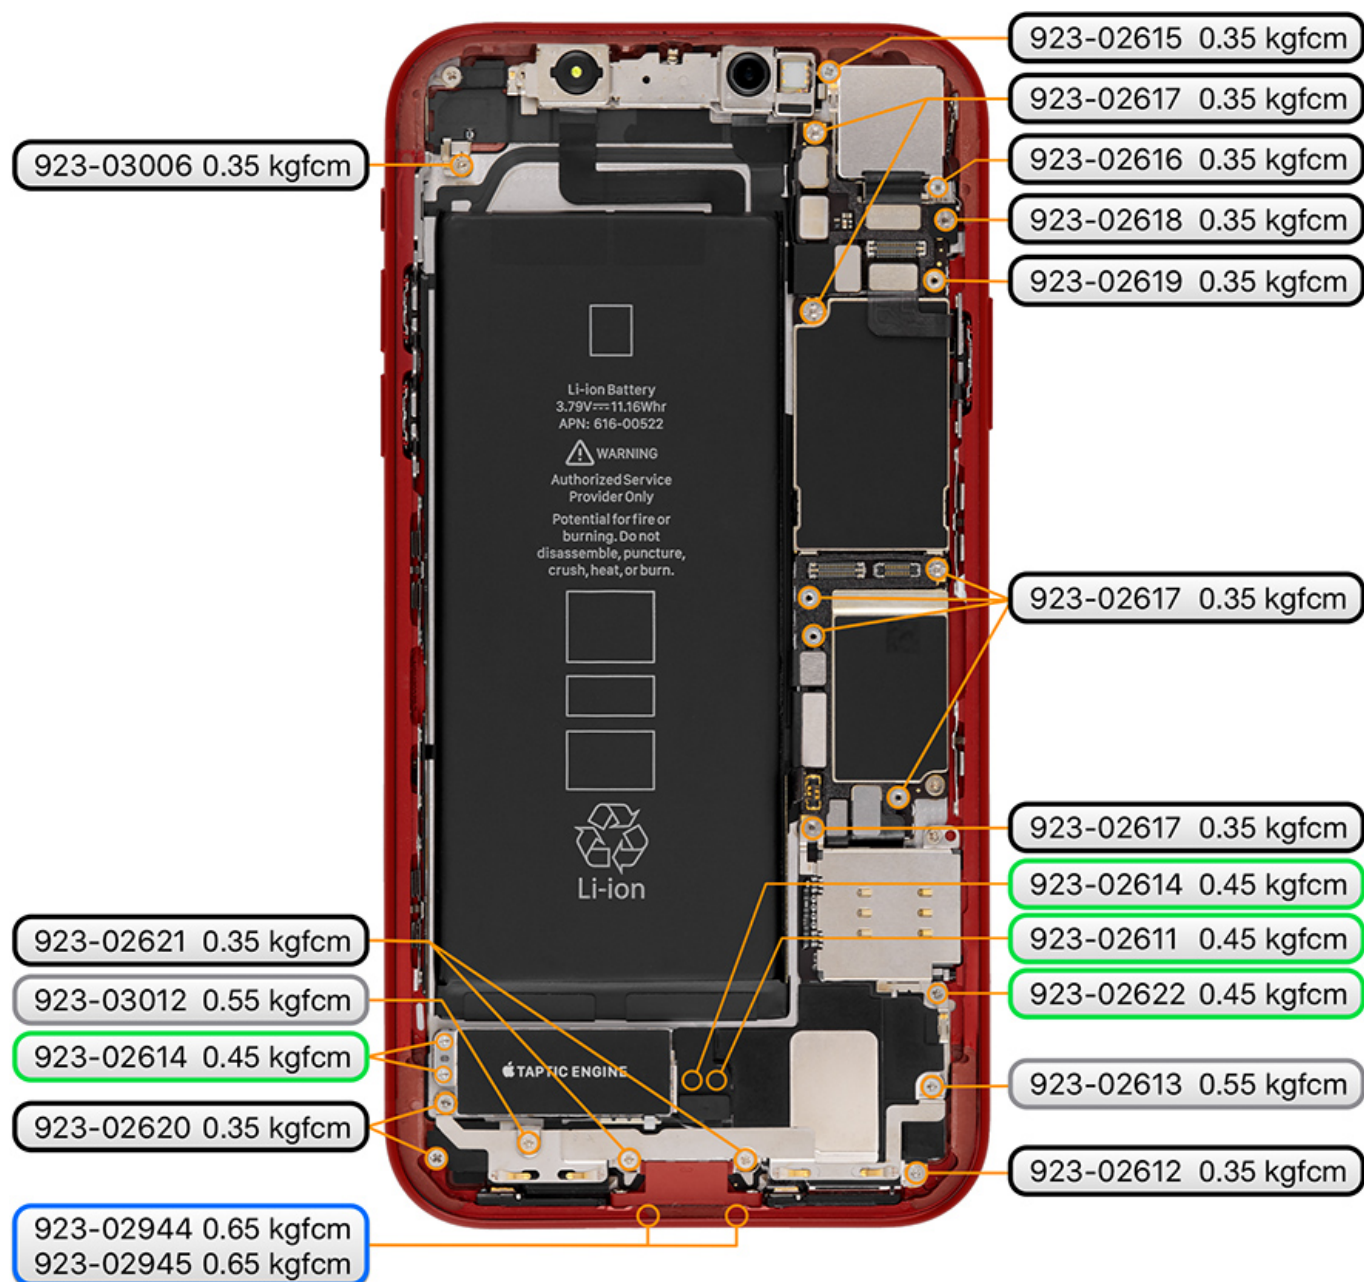 923-02615 0.35 kgfcm
923-02617 0.35 kgfcm
923-02616 0.35 kgfcm
923-03006 0.35 kgfcm
923-02618 0.35 kgfcm
923-02619 0.35 kgfcm
Li-ion Battery
3.79V⎓11.16Whr
APN: 616-00522
WARNING
Authorized Service
Provider Only
Potential for fire or
burning. Do not
disassemble, puncture,
crush, heat, or burn.
923-02617 0.35 kgfcm
923-02617 0.35 kgfcm
Li-ion
923-02614 0.45 kgfcm
923-02611 0.45 kgfcm
923-02622 0.45 kgfcm
923-02621 0.35 kgfcm
923-03012 0.55 kgfcm
923-02614 0.45 kgfcm
923-02620 0.35 kgfcm
TAPTIC ENGINE
923-02613 0.55 kgfcm
923-02612 0.35 kgfcm
923-02944 0.65 kgfcm
923-02945 0.65 kgfcm